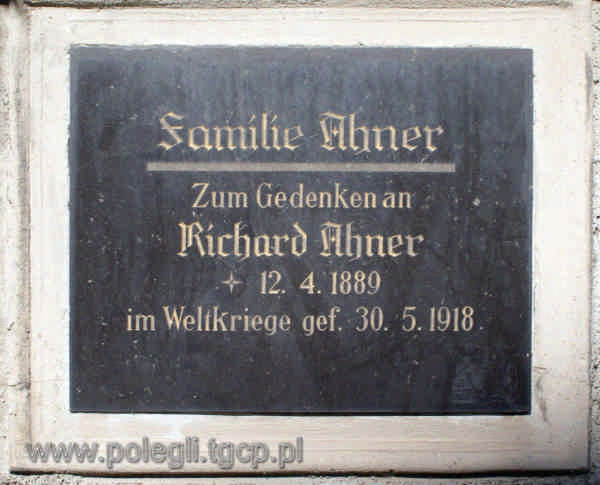 Familie Ahner
Zum Gedenken an
Richard Ahner
✦ 12. 4. 1889
im Weltkriege gef. 30. 5. 1918
www.polegli.tgcp.pl